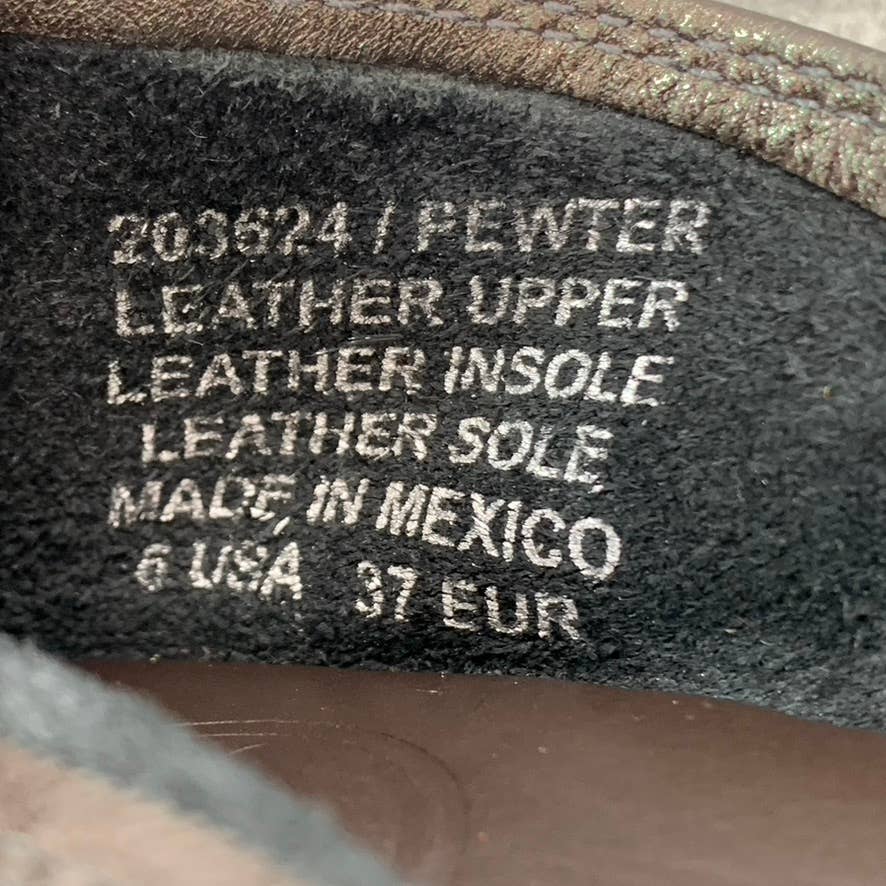 203624 / PEWTER
LEATHER UPPER
LEATHER INSOLE
LEATHER SOLE
MADE IN MEXICO
6 USA 37 EUR